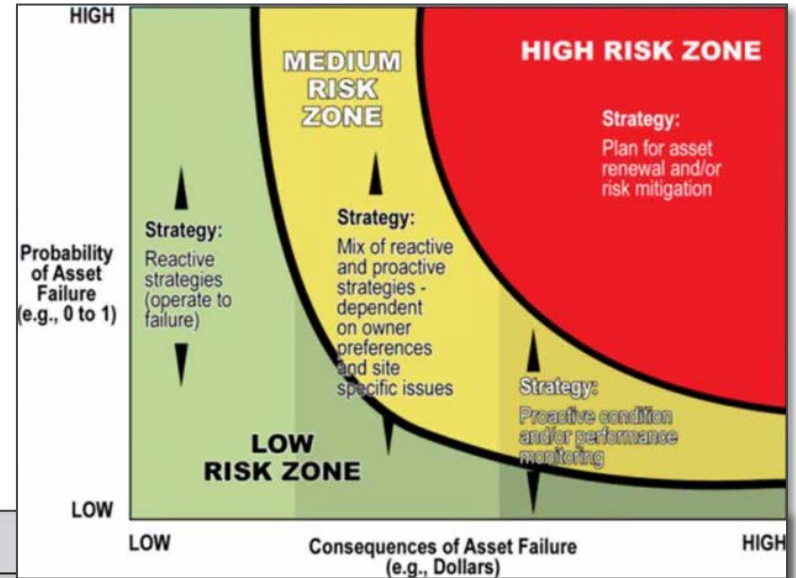 HIGH
MEDIUM
RISK
ZONE
HIGH RISK ZONE
Strategy:
Plan for asset
renewal and/or
risk mitigation
Strategy:
Reactive
strategies
(operate to
failure)
Strategy:
Mix of reactive
and proactive
strategies -
dependent
on owner
preferences
and site
specific issues
Probability
of Asset
Failure
(e.g., 0 to 1)
Strategy:
Proactive condition
and/or performance
monitoring
LOW
RISK ZONE
LOW
LOW
Consequences of Asset Failure
(e.g., Dollars)
HIGH